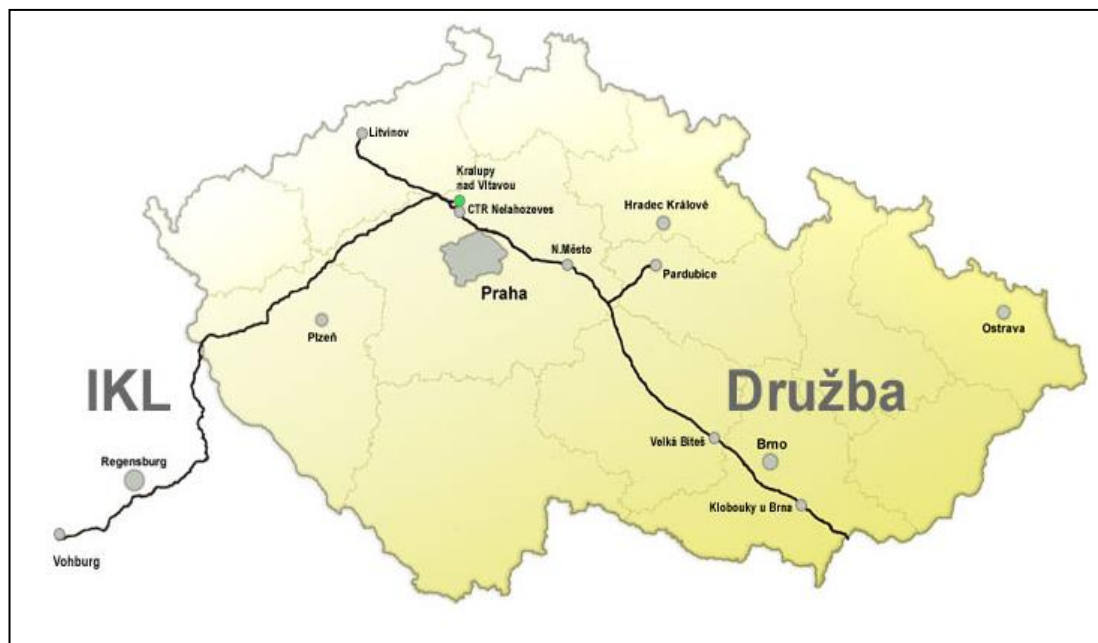 Litvinov
Kralupy
nad Vltavou
CTR Nelahozeves
Hradec Králové
N.Město
Pardubice
Praha
Plzeň
Ostrava
IKL
Družba
Velká Bíteš
Brno
Regensburg
Klobouky u Brna
Vohburg